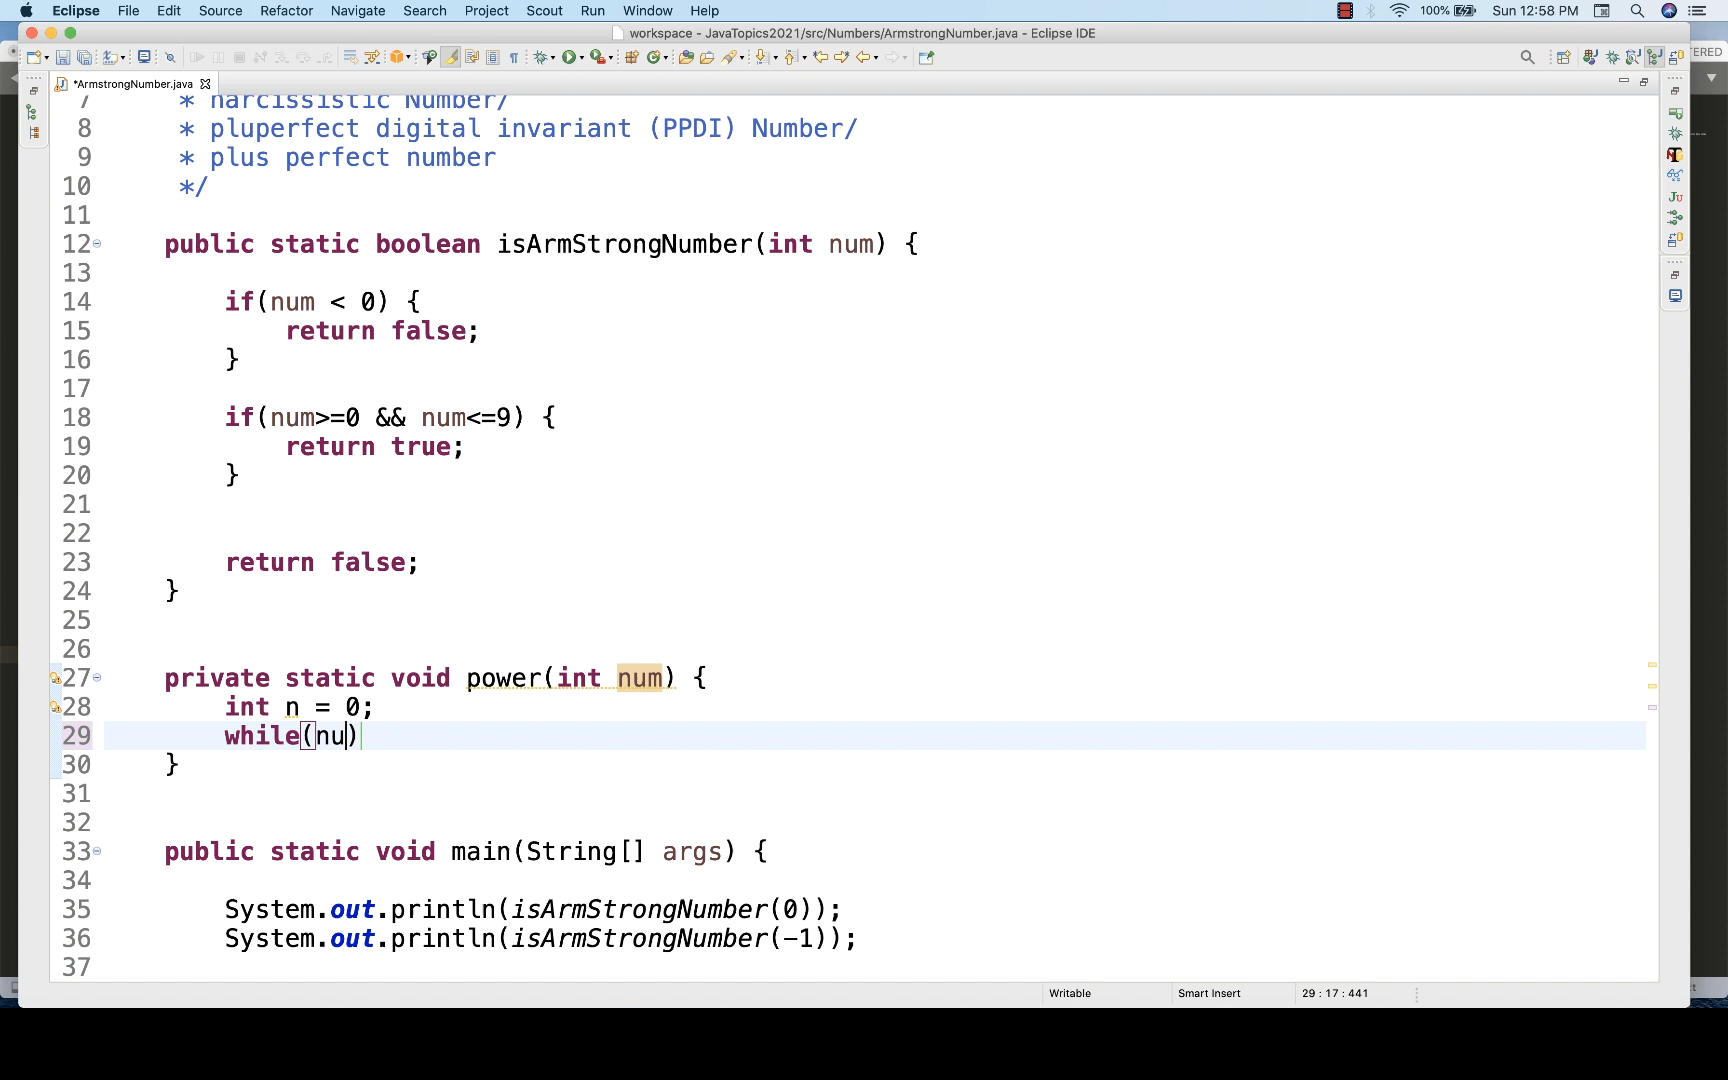 Eclipse File Edit Source Refactor Navigate Search Project Scout Run Window Help 100% Sun 12:58 PM
workspace - JavaTopics2021/src/Numbers/ArmstrongNumber.java - Eclipse IDE
ERED
*ArmstrongNumber.java
7 * narcissistic Number/
8 * pluperfect digital invariant (PPDI) Number/
9 * plus perfect number
10 */
11
12 public static boolean isArmStrongNumber(int num) {
13
14 if(num < 0) {
15 return false;
16 }
17
18 if(num>=0 && num<=9) {
19 return true;
20 }
21
22
23 return false;
24 }
25
26
27 private static void power(int num) {
28 int n = 0;
29 while(nu)
30 }
31
32
33 public static void main(String[] args) {
34
35 System.out.println(isArmStrongNumber(0));
36 System.out.println(isArmStrongNumber(-1));
37
Writable Smart Insert 29 : 17 : 441